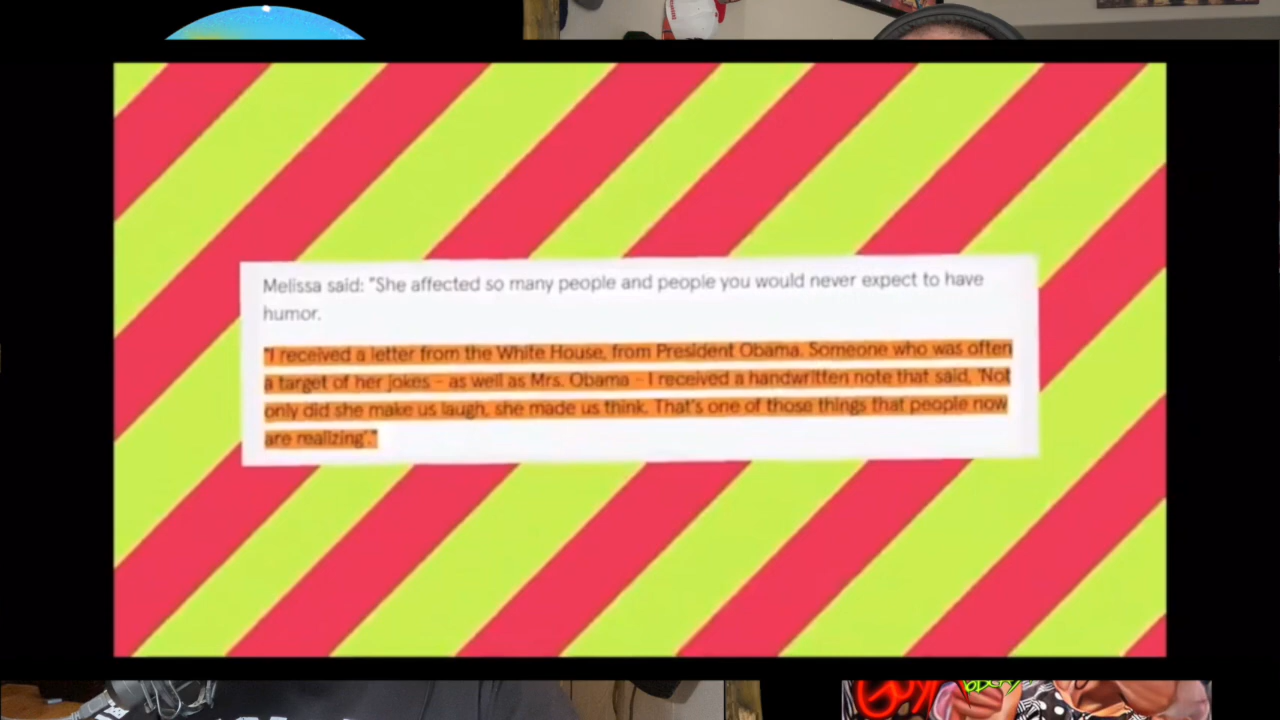 Melissa said: "She affected so many people and people you would never expect to have
humor.
"I received a letter from the White House, from President Obama. Someone who was often
a target of her jokes - as well as Mrs. Obama - I received a handwritten note that said, 'Not
only did she make us laugh, she made us think. That's one of those things that people now
are realizing'."